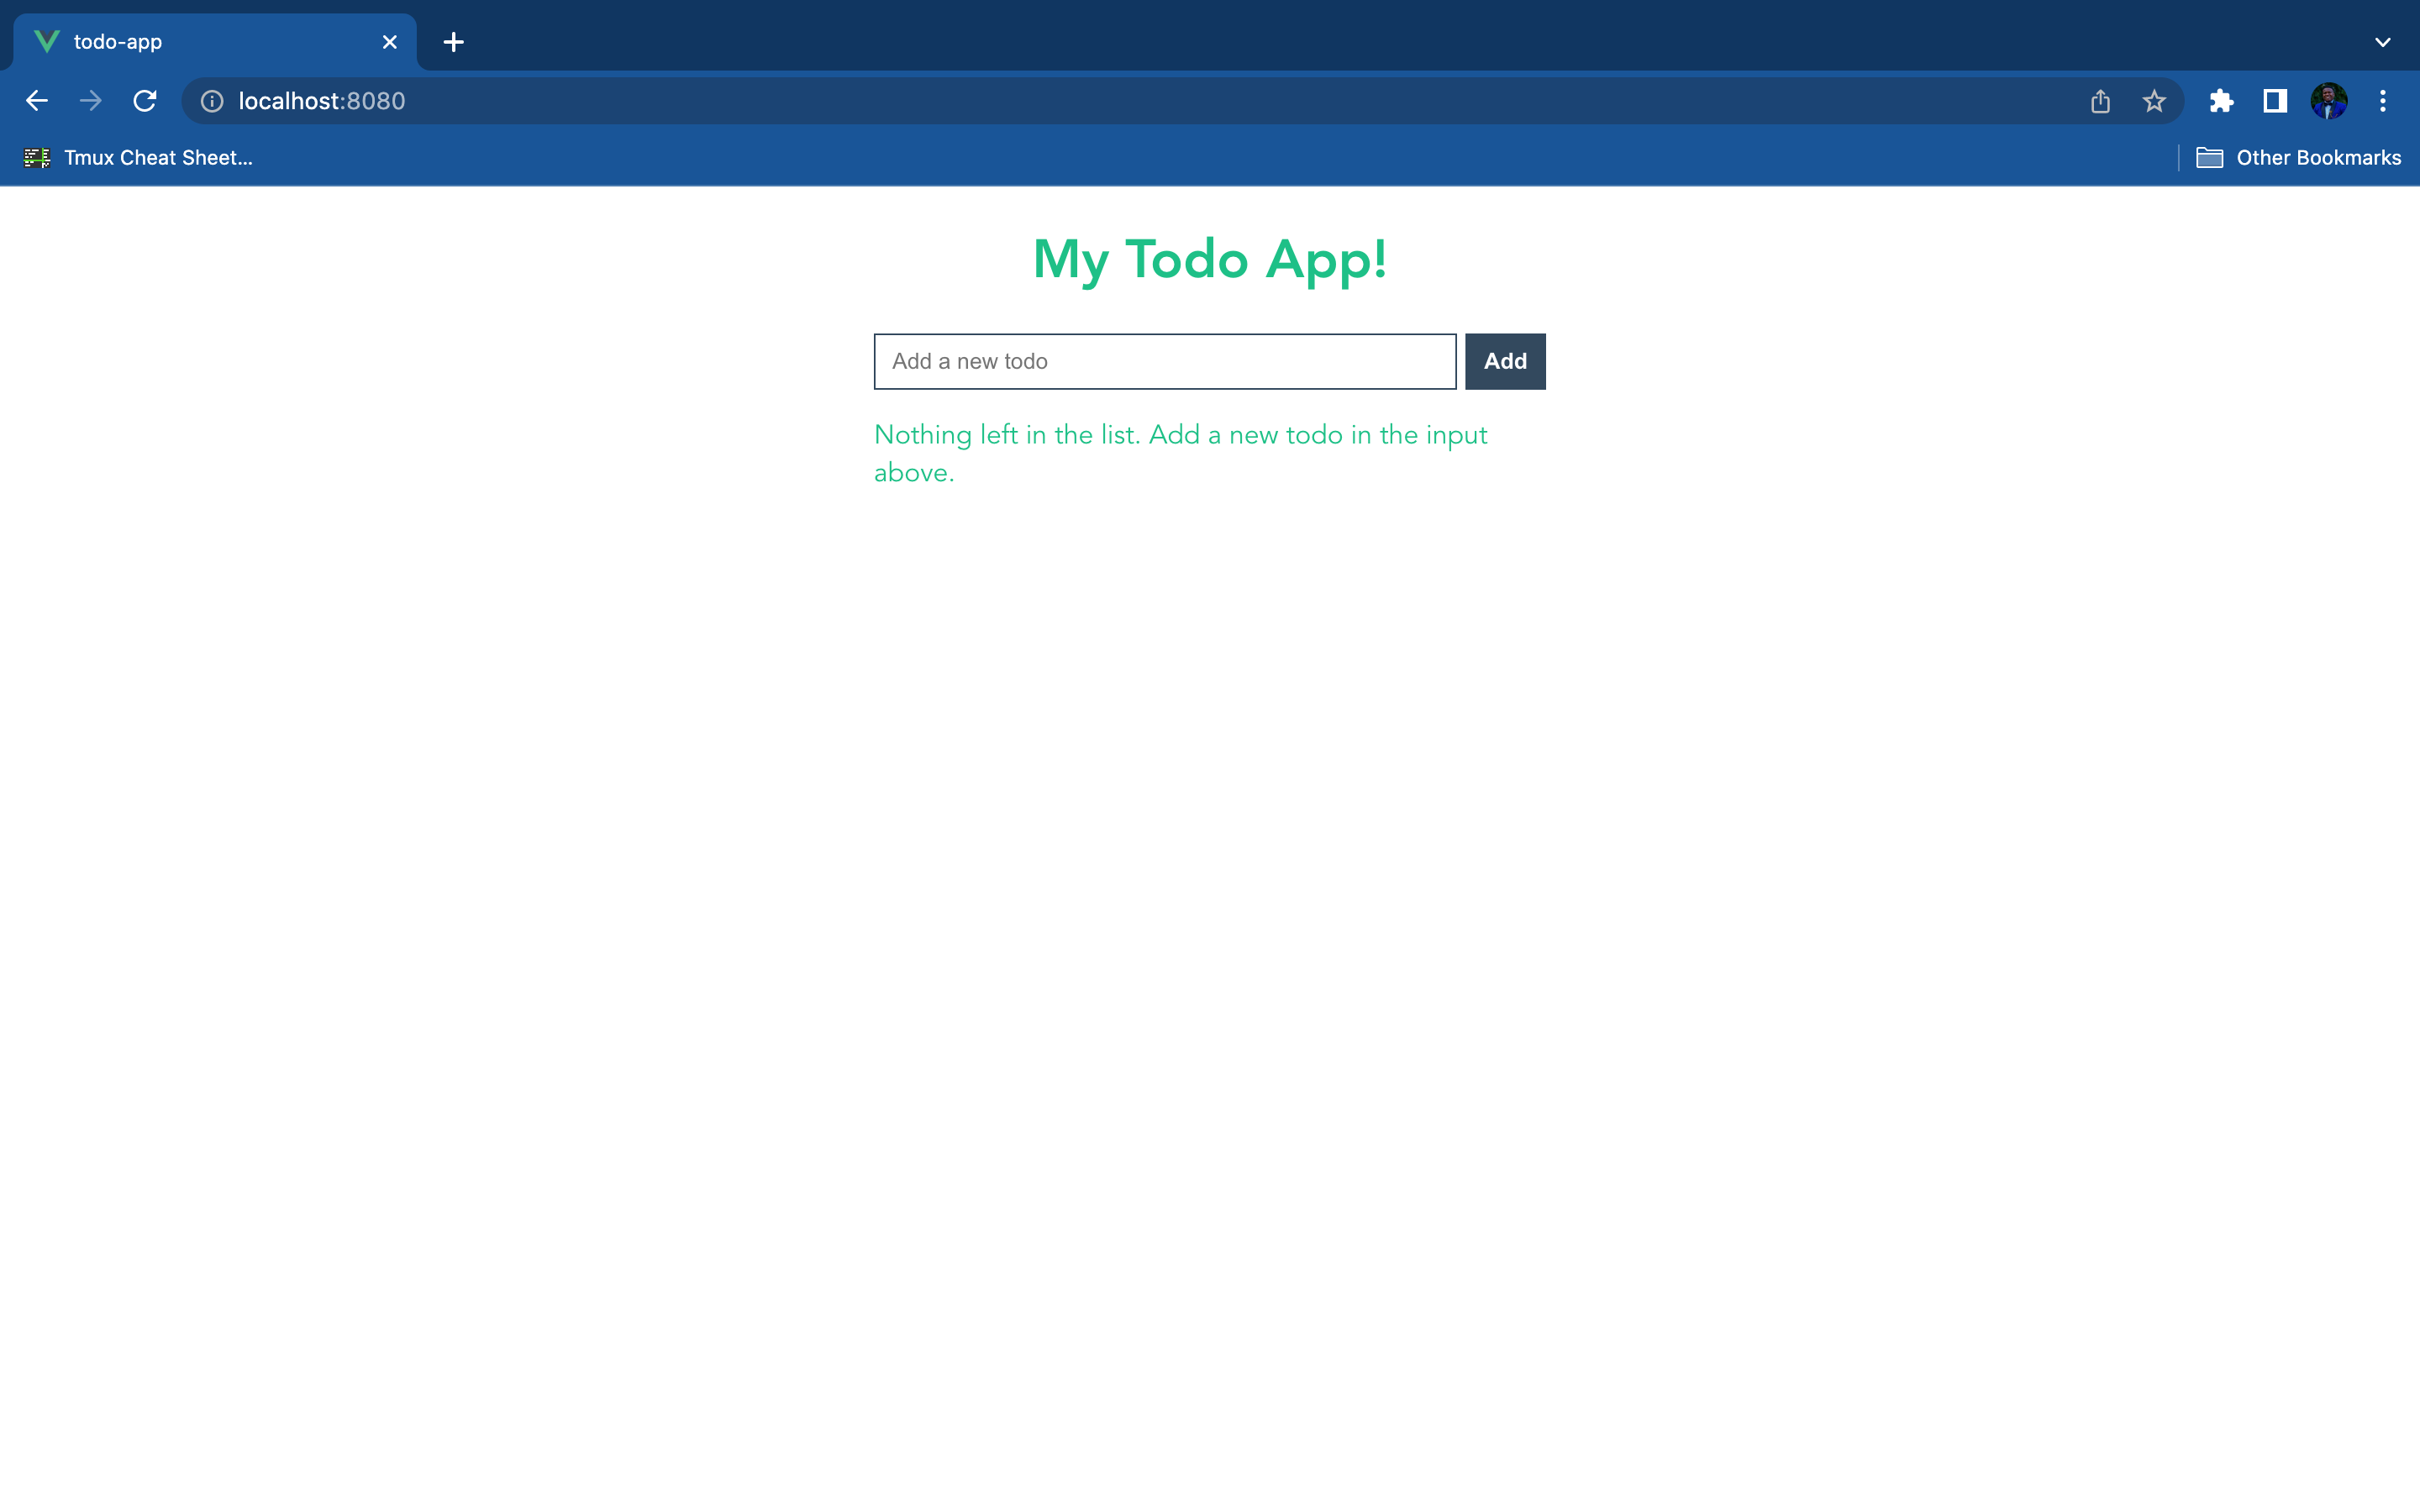 todo-app
localhost:8080
Tmux Cheat Sheet...
Other Bookmarks
My Todo App!
Add a new todo
Add
Nothing left in the list. Add a new todo in the input
above.